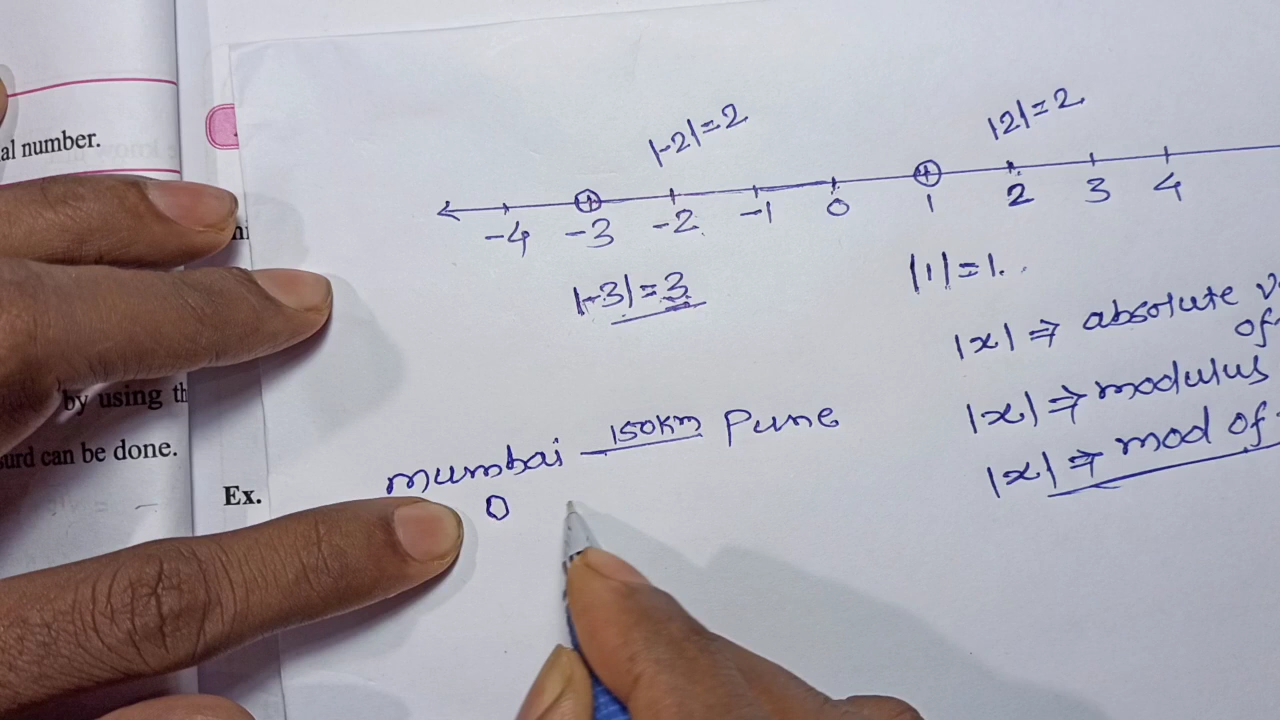 al number.
|-2|=2
|2|=2
-4 -3 -2 -1 0 1 2 3 4
|-3|=3
|1|=1.
|x| ⇒ absolute
of
|x| ⇒ modulus
|x| ⇒ mod of
by using th
surd can be done.
mumbai 150km Pune
0
Ex.